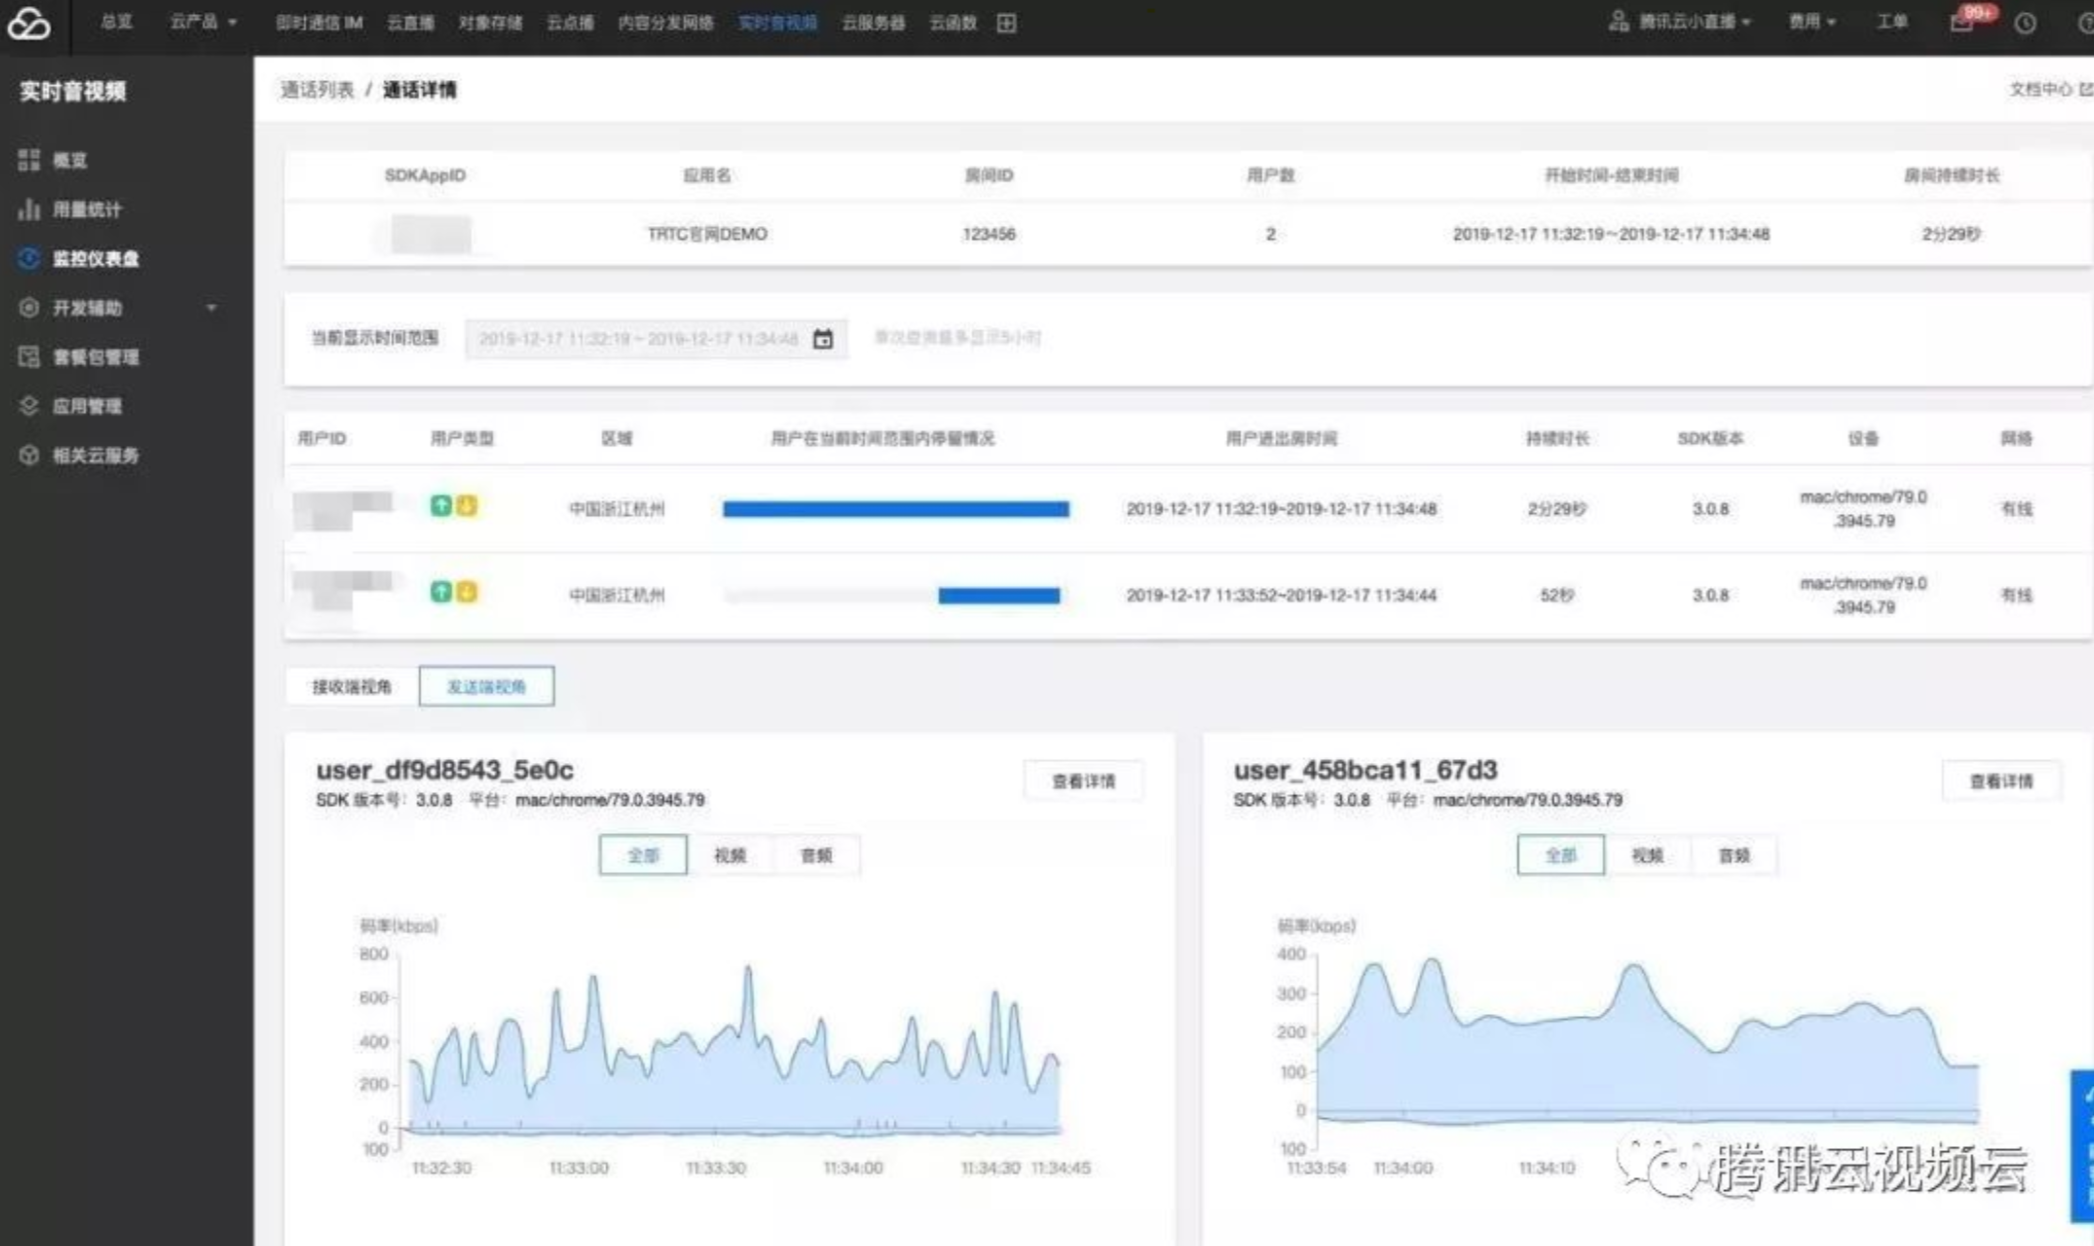 总览 云产品 即时通信 IM 云直播 对象存储 云点播 内容分发网络 实时音视频 云服务器 云函数 腾讯云小直播 费用 工单 99+
实时音视频
通话列表 / 通话详情
文档中心
概览
用量统计
监控仪表盘
开发辅助
套餐包管理
应用管理
相关云服务
SDKAppID 应用名 房间ID 用户数 开始时间-结束时间 房间持续时长
TRTC官网DEMO 123456 2 2019-12-17 11:32:19~2019-12-17 11:34:48 2分29秒
当前显示时间范围 2019-12-17 11:32:19 ~ 2019-12-17 11:34:48 单次查询最多显示5小时
用户ID 用户类型 区域 用户在当前时间范围内停留情况 用户进出房时间 持续时长 SDK版本 设备 网络
中国浙江杭州 2019-12-17 11:32:19~2019-12-17 11:34:48 2分29秒 3.0.8 mac/chrome/79.0
.3945.79 有线
中国浙江杭州 2019-12-17 11:33:52~2019-12-17 11:34:44 52秒 3.0.8 mac/chrome/79.0
.3945.79 有线
接收端视角 发送端视角
user_df9d8543_5e0c
查看详情
SDK 版本号: 3.0.8 平台: mac/chrome/79.0.3945.79
全部 视频 音频
码率(kbps)
800
600
400
200
0
100
11:32:30 11:33:00 11:33:30 11:34:00 11:34:30 11:34:45
user_458bca11_67d3
查看详情
SDK 版本号: 3.0.8 平台: mac/chrome/79.0.3945.79
全部 视频 音频
码率(kbps)
400
300
200
100
0
100
11:33:54 11:34:00 11:34:10
腾讯云视频云